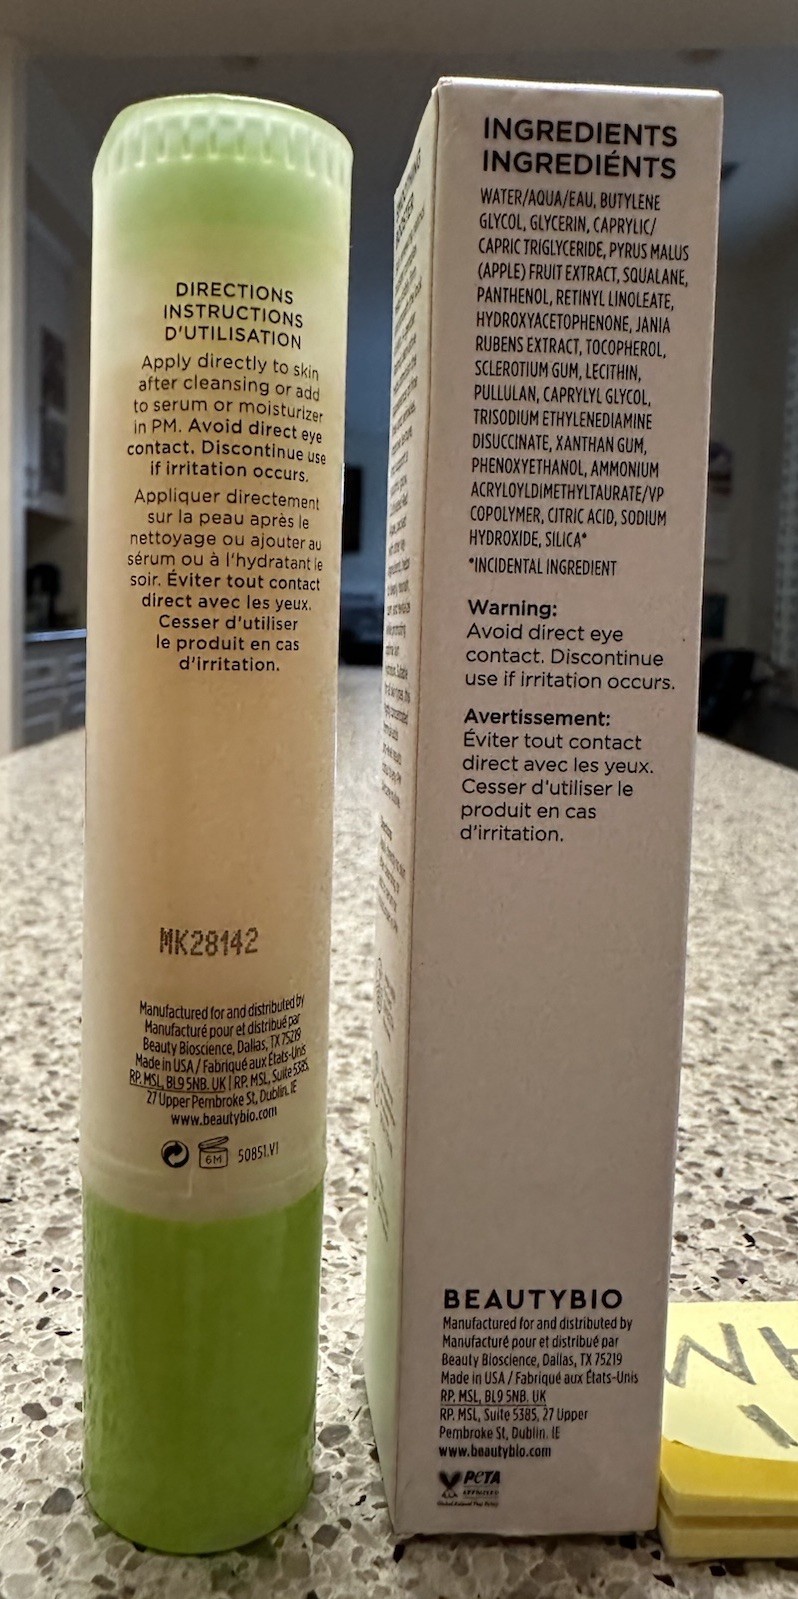 DIRECTIONS
INSTRUCTIONS
D'UTILISATION
Apply directly to skin
after cleansing or add
to serum or moisturizer
in PM. Avoid direct eye
contact. Discontinue use
if irritation occurs.
Appliquer directement
sur la peau après le
nettoyage ou ajouter au
sérum ou à l'hydratant le
soir. Éviter tout contact
direct avec les yeux.
Cesser d'utiliser
le produit en cas
d'irritation.
MK28142
Manufactured for and distributed by
Manufacturé pour et distribué par
Beauty Bioscience, Dallas, TX 75219
Made in USA / Fabriqué aux États-Unis
RP. MSL, BL9 5NB. UK | RP. MSL, Suite 5385,
27 Upper Pembroke St, Dublin. IE
www.beautybio.com
6M 50851.V1
INGREDIENTS
INGREDIÉNTS
WATER/AQUA/EAU, BUTYLENE
GLYCOL, GLYCERIN, CAPRYLIC/
CAPRIC TRIGLYCERIDE, PYRUS MALUS
(APPLE) FRUIT EXTRACT, SQUALANE,
PANTHENOL, RETINYL LINOLEATE,
HYDROXYACETOPHENONE, JANIA
RUBENS EXTRACT, TOCOPHEROL,
SCLEROTIUM GUM, LECITHIN,
PULLULAN, CAPRYLYL GLYCOL,
TRISODIUM ETHYLENEDIAMINE
DISUCCINATE, XANTHAN GUM,
PHENOXYETHANOL, AMMONIUM
ACRYLOYLDIMETHYLTAURATE/VP
COPOLYMER, CITRIC ACID, SODIUM
HYDROXIDE, SILICA*
*INCIDENTAL INGREDIENT
Warning:
Avoid direct eye
contact. Discontinue
use if irritation occurs.
Avertissement:
Éviter tout contact
direct avec les yeux.
Cesser d'utiliser le
produit en cas
d'irritation.
BEAUTYBIO
Manufactured for and distributed by
Manufacturé pour et distribué par
Beauty Bioscience, Dallas, TX 75219
Made in USA / Fabriqué aux États-Unis
RP. MSL, BL9 5NB. UK
RP. MSL, Suite 5385, 27 Upper
Pembroke St, Dublin. IE
www.beautybio.com
PETA